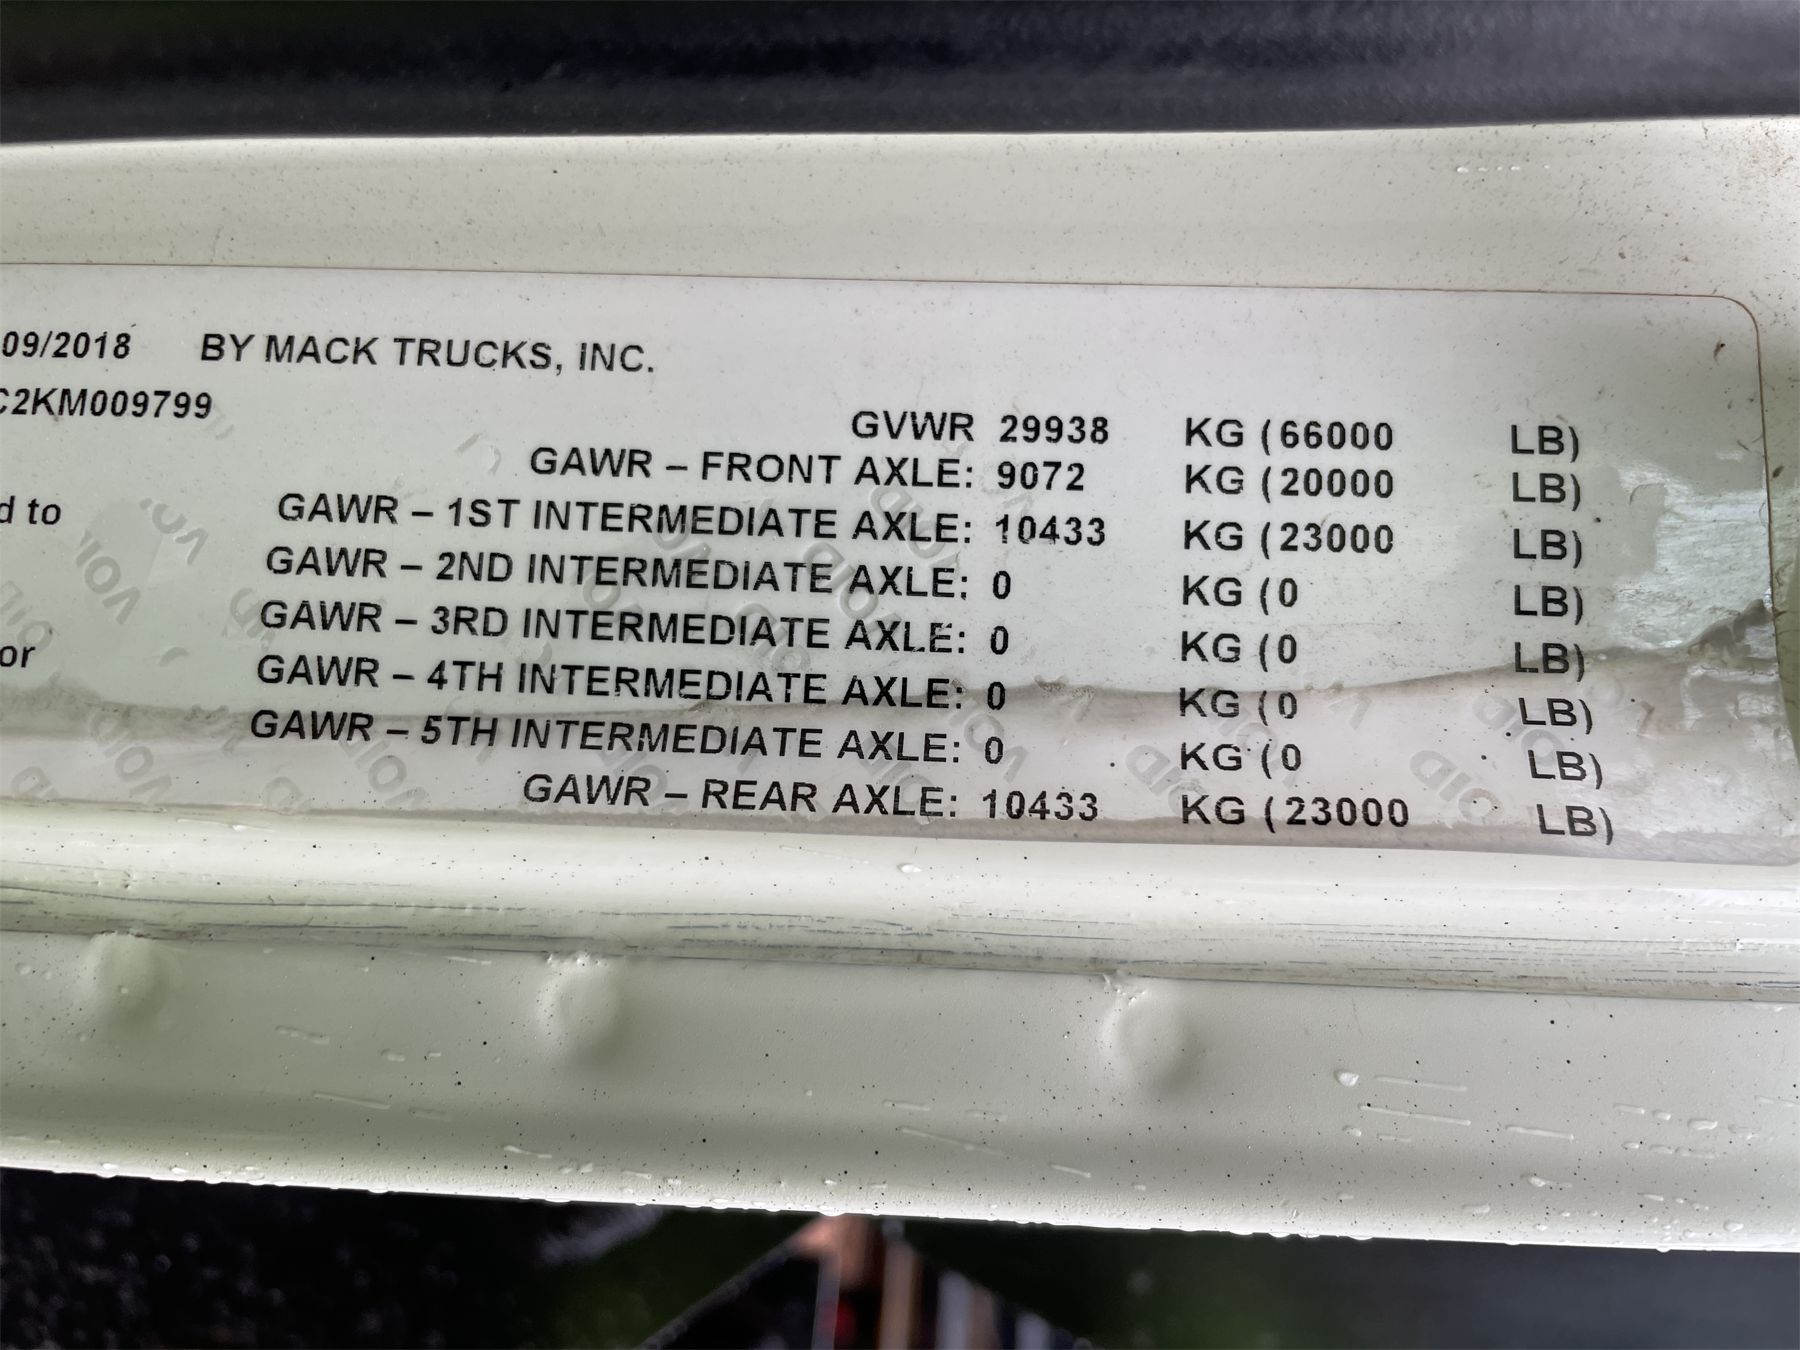 09/2018 BY MACK TRUCKS, INC.
C2KM009799
GVWR 29938 KG (66000 LB)
GAWR – FRONT AXLE: 9072 KG (20000 LB)
d to
GAWR – 1ST INTERMEDIATE AXLE: 10433 KG (23000 LB)
GAWR – 2ND INTERMEDIATE AXLE: 0 KG (0 LB)
GAWR – 3RD INTERMEDIATE AXLE: 0 KG (0 LB)
or
GAWR – 4TH INTERMEDIATE AXLE: 0 KG (0 LB)
GAWR – 5TH INTERMEDIATE AXLE: 0 KG (0 LB)
GAWR – REAR AXLE: 10433 KG (23000 LB)